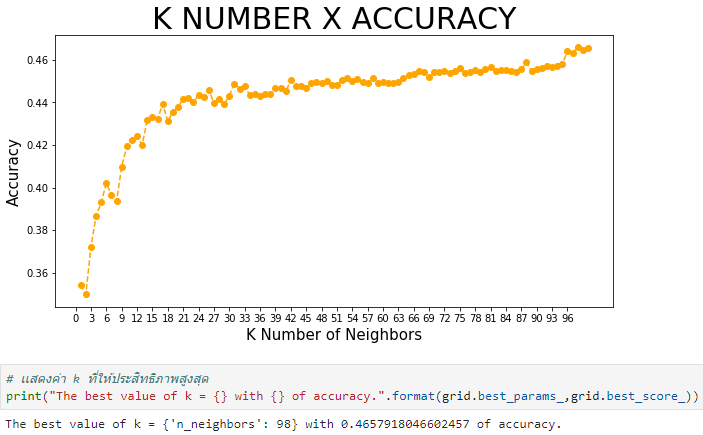 K NUMBER X ACCURACY
0.46
0.44
0.42
0.40
0.38
0.36
Accuracy
0 3 6 9 12 15 18 21 24 27 30 33 36 39 42 45 48 51 54 57 60 63 66 69 72 75 78 81 84 87 90 93 96
K Number of Neighbors
# แสดงค่า k ที่ให้ประสิทธิภาพสูงสุด
print("The best value of k = {} with {} of accuracy.".format(grid.best_params_,grid.best_score_))
The best value of k = {'n_neighbors': 98} with 0.4657918046602457 of accuracy.